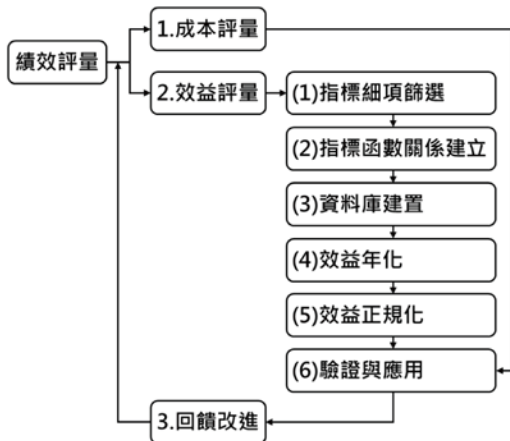 績效評量
1.成本評量
2.效益評量
(1)指標細項篩選
(2)指標函數關係建立
(3)資料庫建置
(4)效益年化
(5)效益正規化
(6)驗證與應用
3.回饋改進